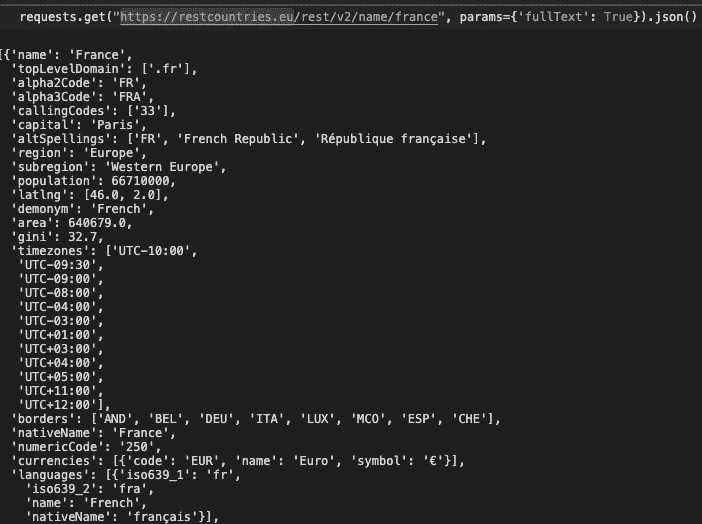 requests.get("https://restcountries.eu/rest/v2/name/france", params={'fullText': True}).json()
[{'name': 'France',
'topLevelDomain': ['.fr'],
'alpha2Code': 'FR',
'alpha3Code': 'FRA',
'callingCodes': ['33'],
'capital': 'Paris',
'altSpellings': ['FR', 'French Republic', 'République française'],
'region': 'Europe',
'subregion': 'Western Europe',
'population': 66710000,
'latlng': [46.0, 2.0],
'demonym': 'French',
'area': 640679.0,
'gini': 32.7,
'timezones': ['UTC-10:00',
'UTC-09:30',
'UTC-09:00',
'UTC-08:00',
'UTC-04:00',
'UTC-03:00',
'UTC+01:00',
'UTC+03:00',
'UTC+04:00',
'UTC+05:00',
'UTC+11:00',
'UTC+12:00'],
'borders': ['AND', 'BEL', 'DEU', 'ITA', 'LUX', 'MCO', 'ESP', 'CHE'],
'nativeName': 'France',
'numericCode': '250',
'currencies': [{'code': 'EUR', 'name': 'Euro', 'symbol': '€'}],
'languages': [{'iso639_1': 'fr',
'iso639_2': 'fra',
'name': 'French',
'nativeName': 'français'}],